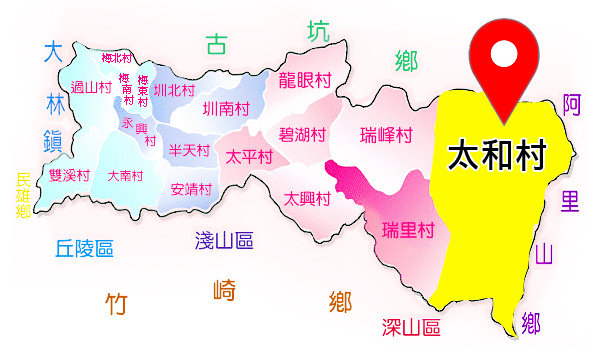 古坑鄉
大林鎮
梅北村
過山村
梅南村
梅東村
圳北村
圳南村
龍眼村
永興村
半天村
太平村
碧湖村
瑞峰村
太和村
阿里山鄉
民雄鄉
雙溪村
大南村
安靖村
太興村
瑞里村
丘陵區
淺山區
深山區
竹崎鄉